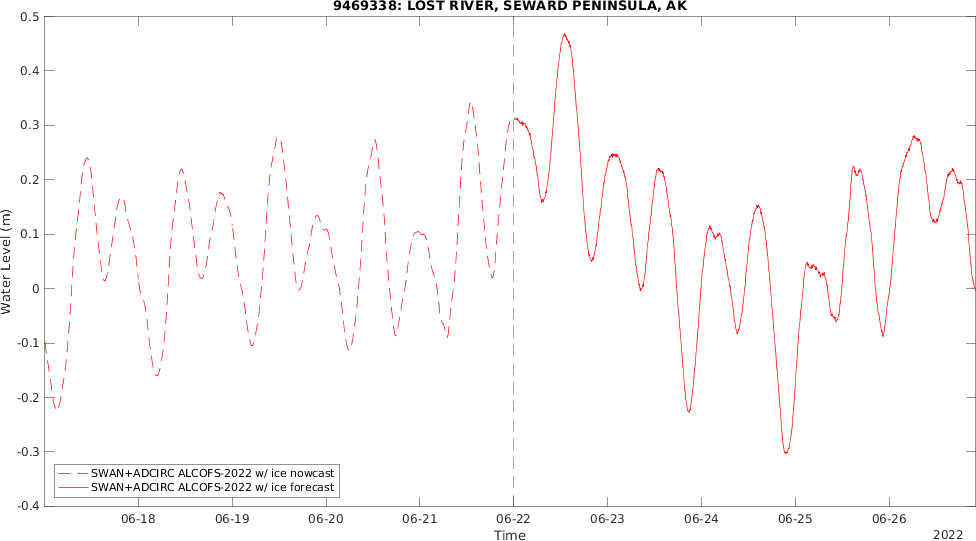 9469338: LOST RIVER, SEWARD PENINSULA, AK
0.5
0.4
0.3
0.2
0.1
0
-0.1
-0.2
-0.3
-0.4
Water Level (m)
SWAN+ADCIRC ALCOFS-2022 w/ ice nowcast
SWAN+ADCIRC ALCOFS-2022 w/ ice forecast
06-18 06-19 06-20 06-21 06-22 06-23 06-24 06-25 06-26
Time
2022